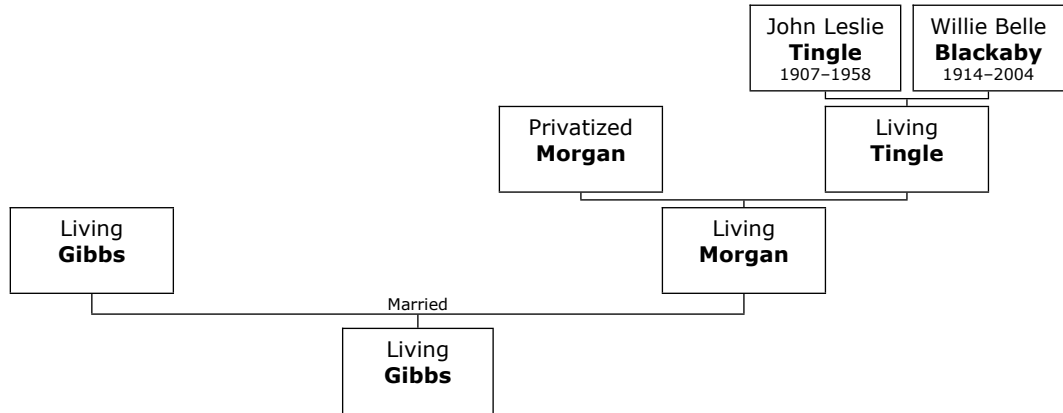 John Leslie
Tingle
1907–1958
Willie Belle
Blackaby
1914–2004
Privatized
Morgan
Living
Tingle
Living
Gibbs
Living
Morgan
Married
Living
Gibbs